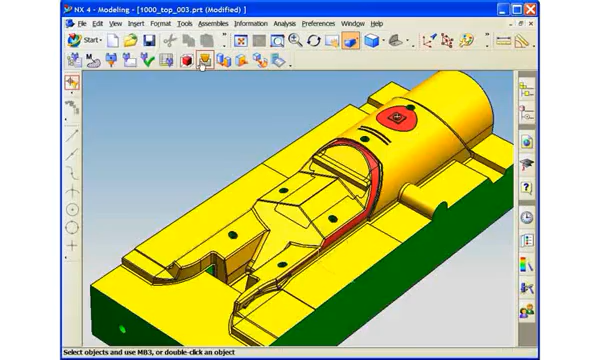 NX 4 - Modeling - [1000_top_003.prt (Modified) ]
File Edit View Insert Format Tools Assemblies Information Analysis Preferences Window Help
Start
Select objects and use MB3, or double-click an object